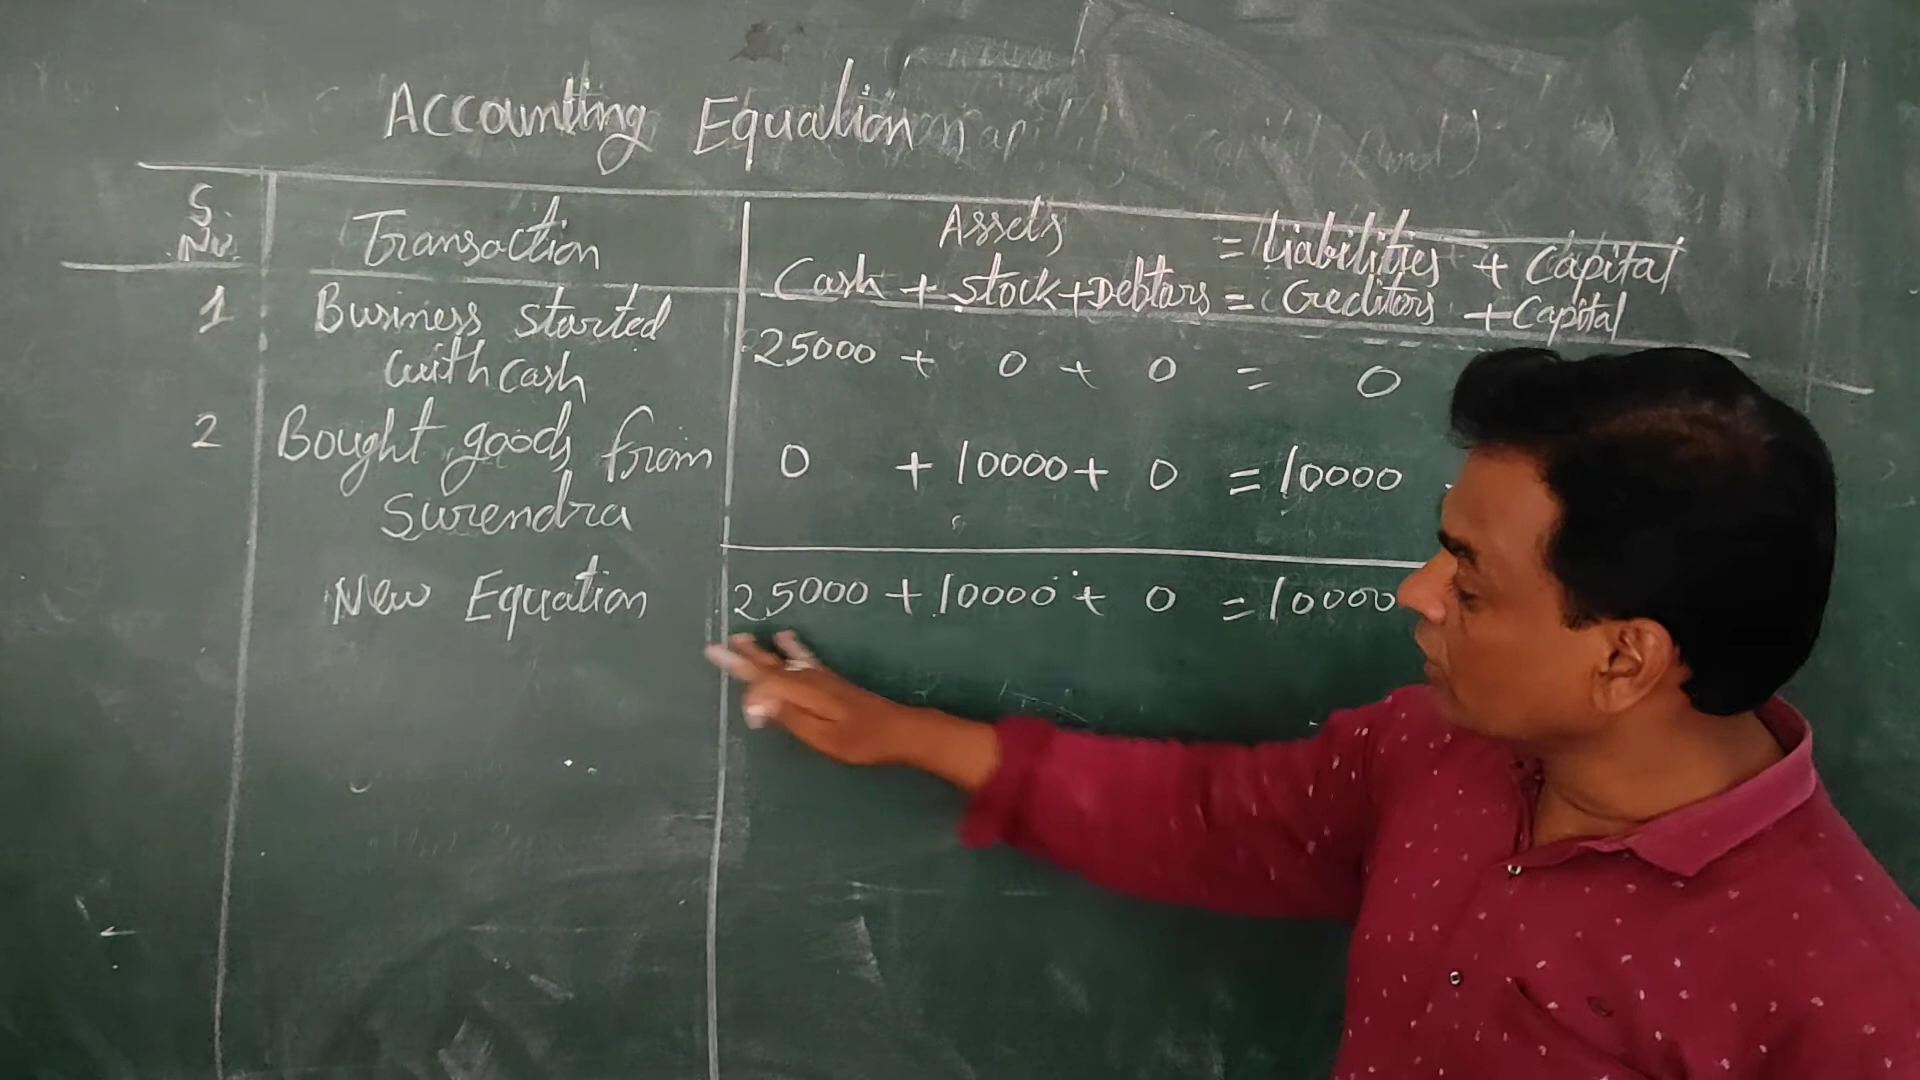 Accounting Equation
S. No. Transaction Assets = Liabilities + Capital
Cash + Stock + Debtors = Creditors + Capital
1 Business started with cash 25000 + 0 + 0 = 0
2 Bought goods from Surendra 0 + 10000 + 0 = 10000
New Equation 25000 + 10000 + 0 = 10000